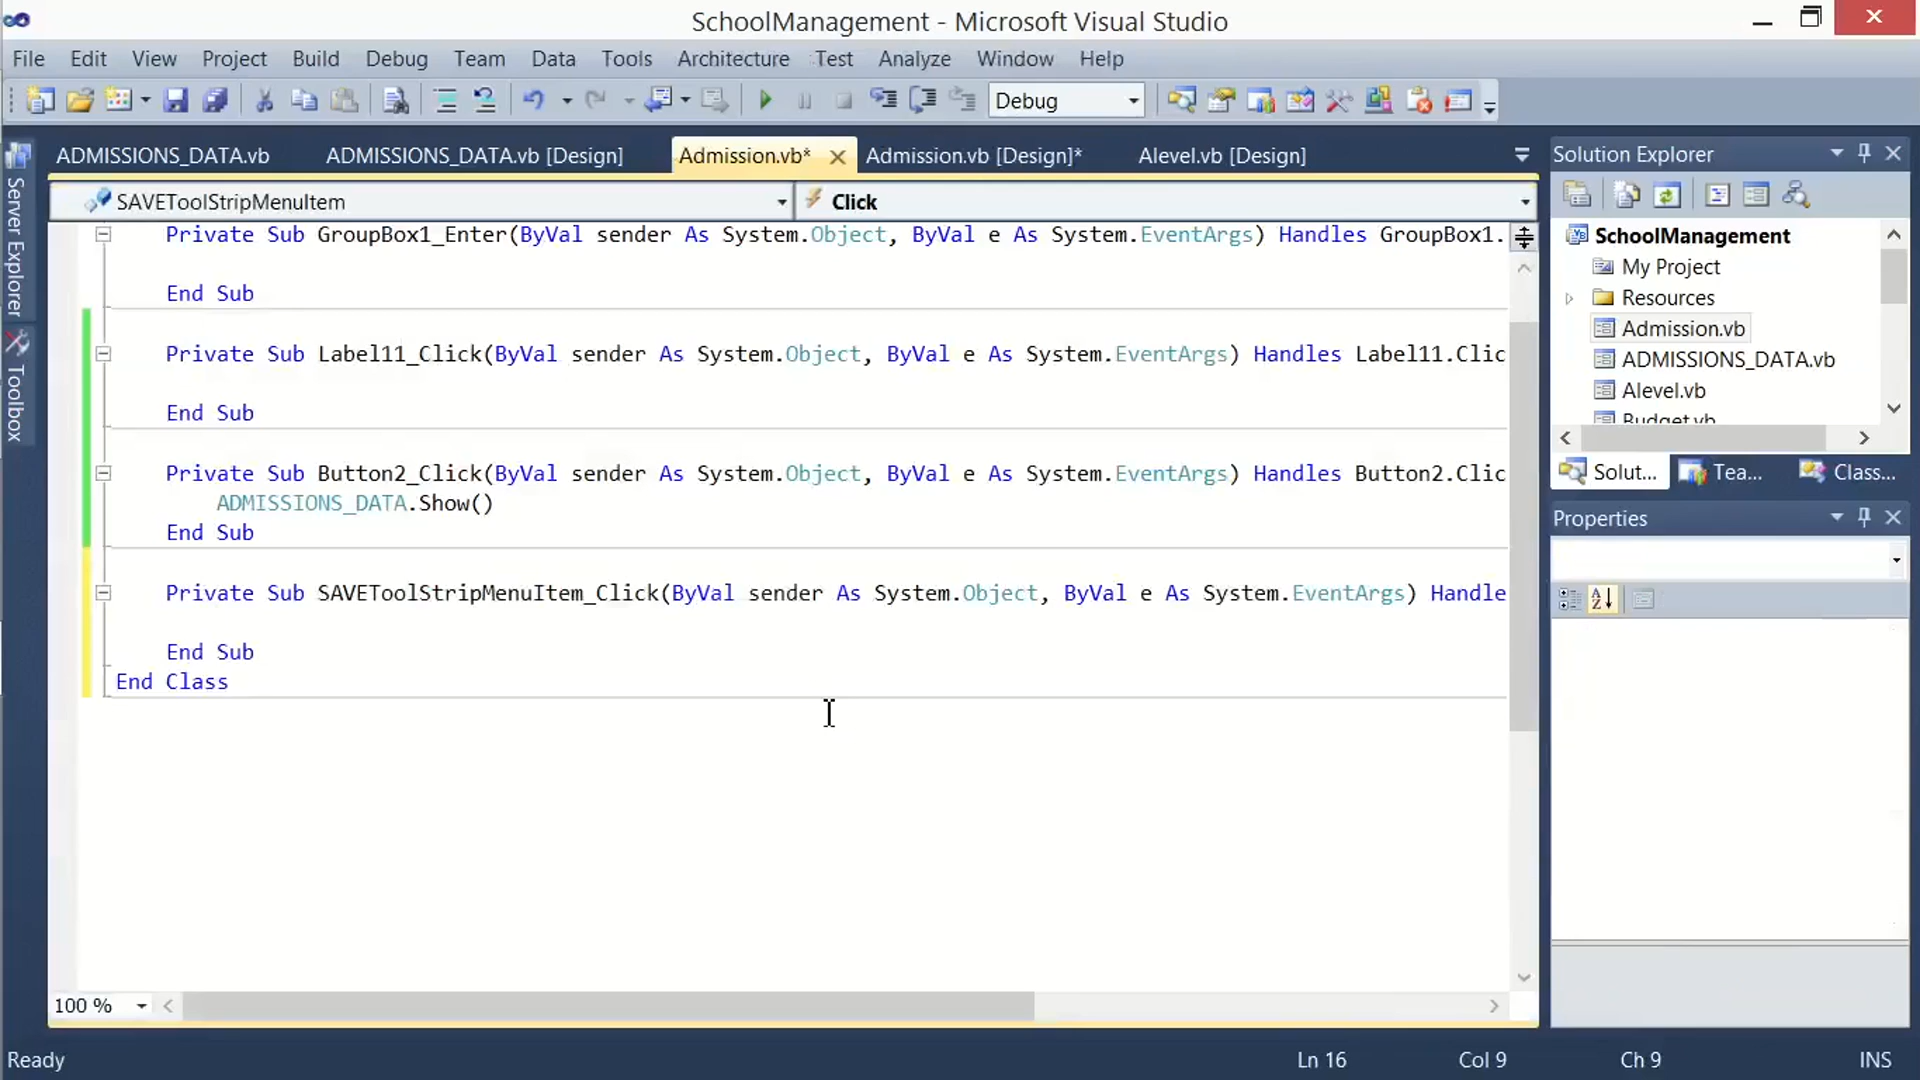 SchoolManagement - Microsoft Visual Studio
File Edit View Project Build Debug Team Data Tools Architecture Test Analyze Window Help
Debug
ADMISSIONS_DATA.vb ADMISSIONS_DATA.vb [Design] Admission.vb* Admission.vb [Design]* Alevel.vb [Design]
SAVEToolStripMenuItem Click
Server Explorer
Toolbox
Private Sub GroupBox1_Enter(ByVal sender As System.Object, ByVal e As System.EventArgs) Handles GroupBox1.
End Sub
Private Sub Label11_Click(ByVal sender As System.Object, ByVal e As System.EventArgs) Handles Label11.Clic
End Sub
Private Sub Button2_Click(ByVal sender As System.Object, ByVal e As System.EventArgs) Handles Button2.Clic
ADMISSIONS_DATA.Show()
End Sub
Private Sub SAVEToolStripMenuItem_Click(ByVal sender As System.Object, ByVal e As System.EventArgs) Handle
End Sub
End Class
100 %
Solution Explorer
SchoolManagement
My Project
Resources
Admission.vb
ADMISSIONS_DATA.vb
Alevel.vb
Budget.vb
Solut... Tea... Class...
Properties
Ready Ln 16 Col 9 Ch 9 INS